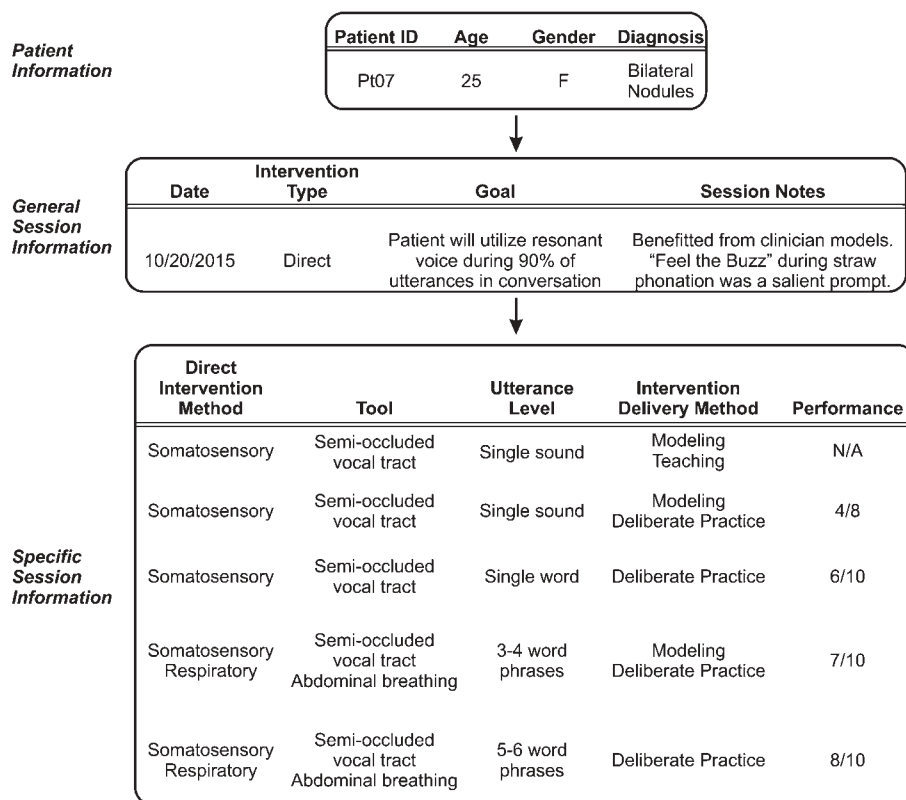 Patient
Information
Patient ID Age Gender Diagnosis
Pt07 25 F Bilateral
Nodules
General
Session
Information
Date Intervention
Type Goal Session Notes
10/20/2015 Direct Patient will utilize resonant
voice during 90% of
utterances in conversation
Benefitted from clinician models.
“Feel the Buzz” during straw
phonation was a salient prompt.
Specific
Session
Information
Direct
Intervention
Method Tool Utterance
Level Intervention
Delivery Method Performance
Somatosensory Semi-occluded
vocal tract Single sound Modeling
Teaching N/A
Somatosensory Semi-occluded
vocal tract Single sound Modeling
Deliberate Practice 4/8
Somatosensory Semi-occluded
vocal tract Single word Deliberate Practice 6/10
Somatosensory
Respiratory Semi-occluded
vocal tract
Abdominal breathing 3-4 word
phrases Modeling
Deliberate Practice 7/10
Somatosensory
Respiratory Semi-occluded
vocal tract
Abdominal breathing 5-6 word
phrases Deliberate Practice 8/10